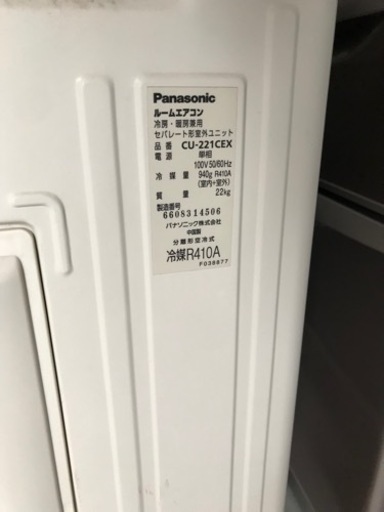 Panasonic
ルームエアコン
冷房・暖房兼用
セパレート形室外ユニット
品番 CU-221CEX
電源 単相
100V 50/60Hz
冷媒量 940g R410A
(室内+室外)
質量 22kg
製造番号
6608314506
パナソニック株式会社
中国製
分離形空冷式
冷媒R410A
F038677